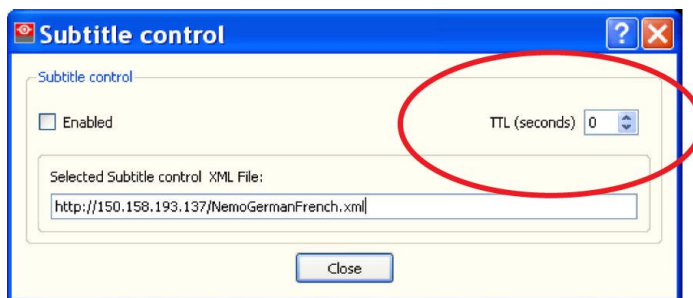 Subtitle control
Subtitle control
Enabled
TTL (seconds) 0
Selected Subtitle control XML File:
http://150.158.193.137/NemoGermanFrench.xml
Close